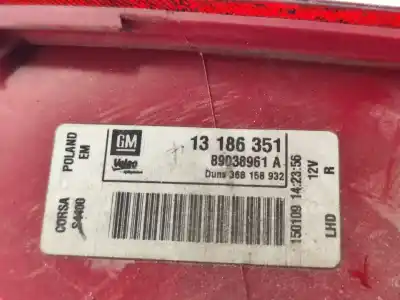 GM
13 186 351
Valeo
89038961 A
Duns 368 158 932
POLAND
EM
CORSA
S4400
150109 14:23:56
12V
R
LHD